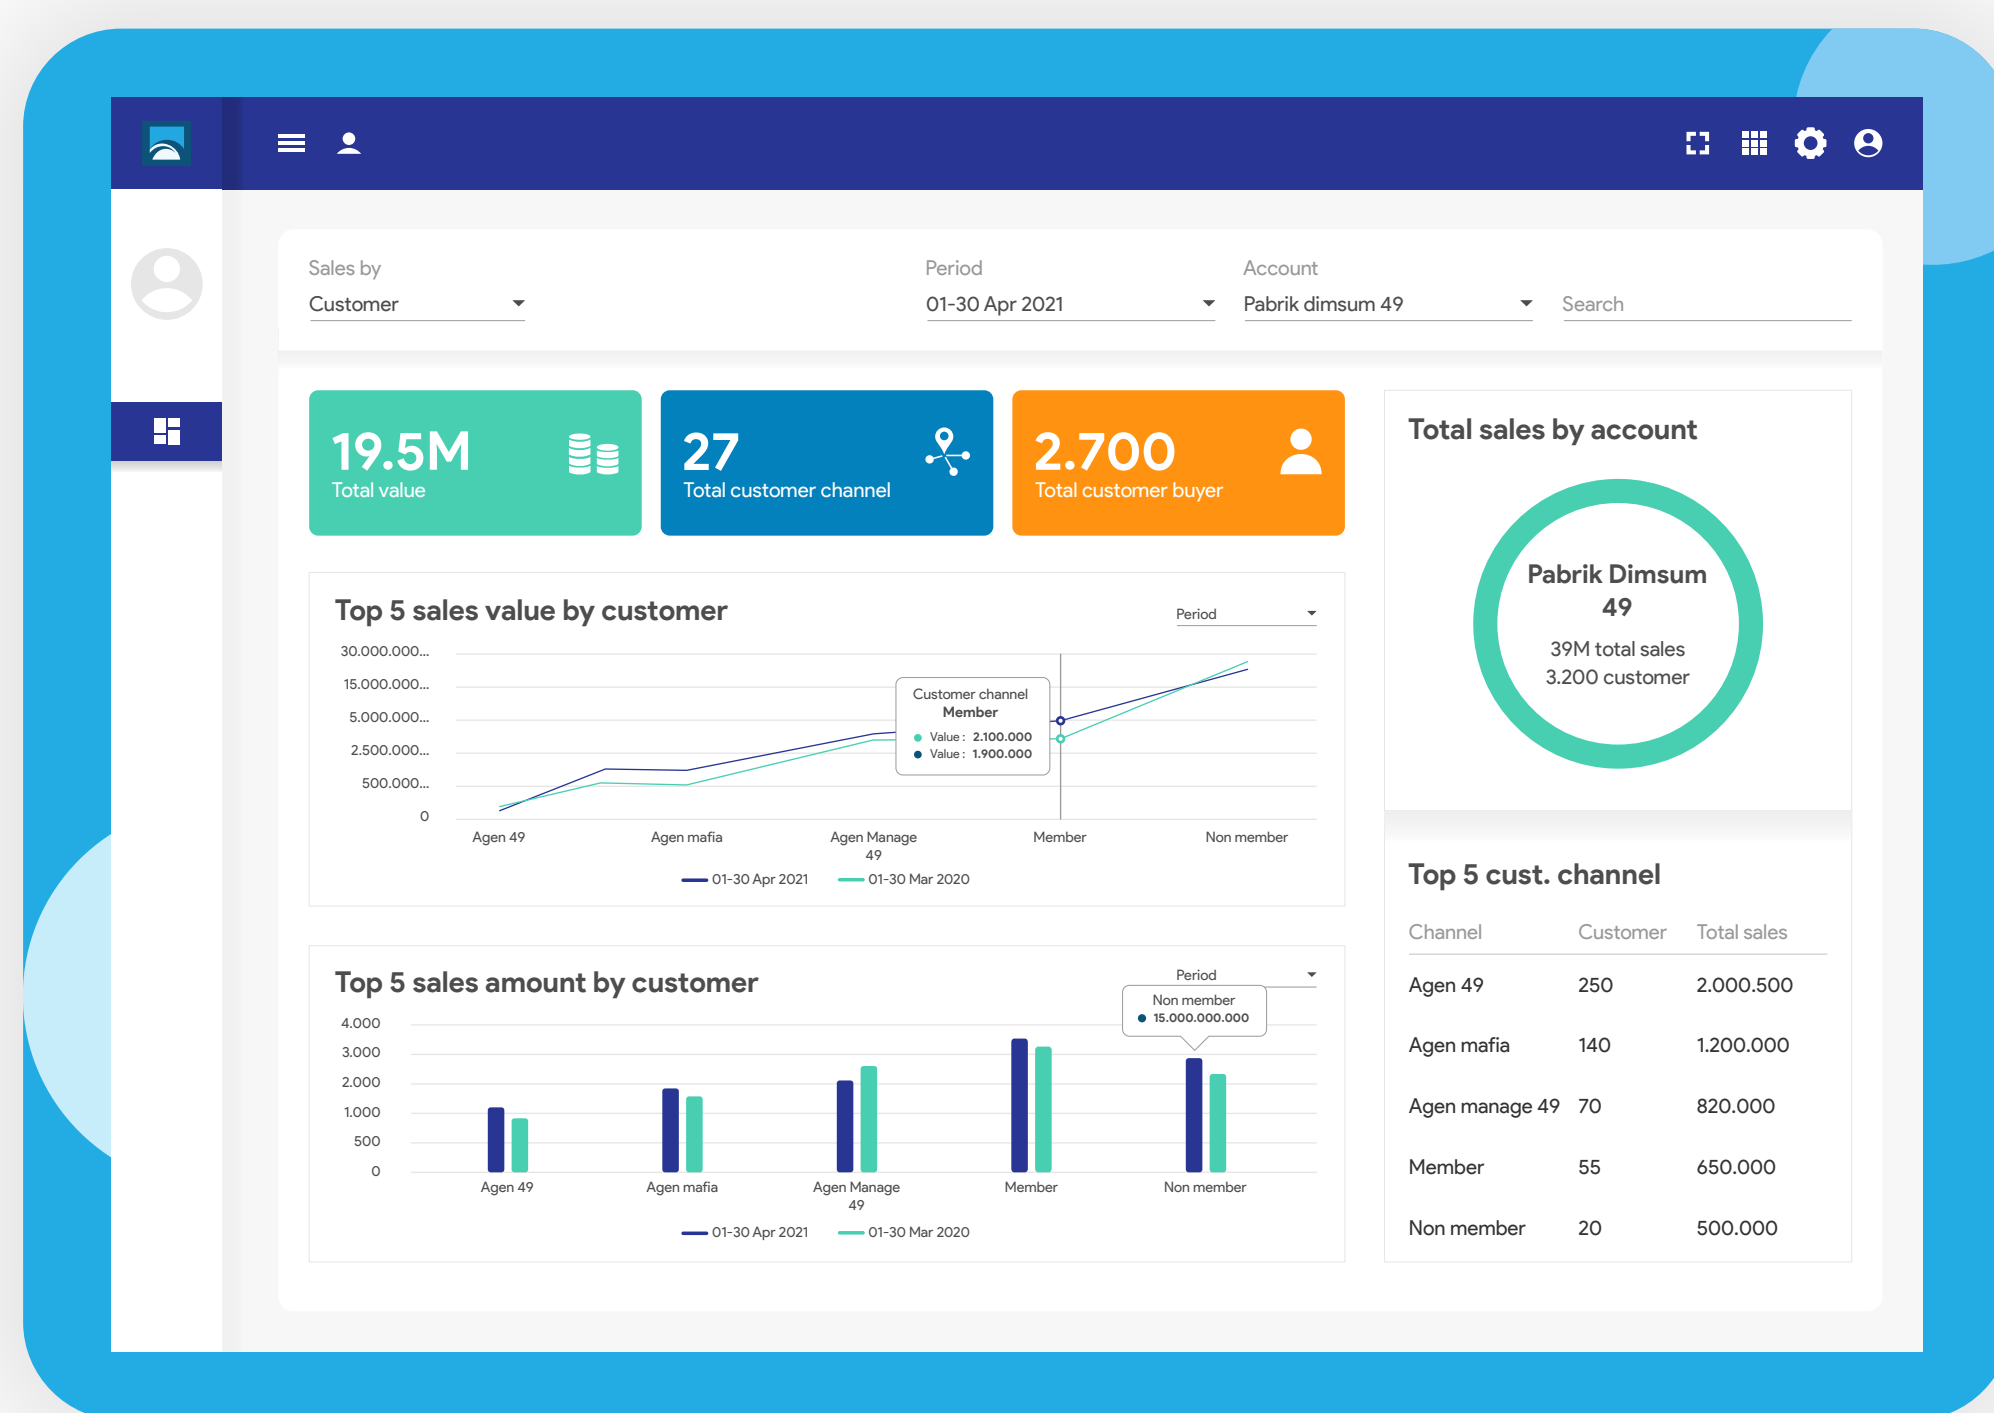 Sales by
Customer
Period
01-30 Apr 2021
Account
Pabrik dimsum 49
Search
19.5M
Total value
27
Total customer channel
2.700
Total customer buyer
Top 5 sales value by customer
Period
30.000.000...
15.000.000...
5.000.000...
2.500.000...
500.000...
0
Customer channel
Member
Value : 2.100.000
Value : 1.900.000
Agen 49
Agen mafia
Agen Manage
49
Member
Non member
01-30 Apr 2021
01-30 Mar 2020
Top 5 sales amount by customer
Period
Non member
15.000.000.000
4.000
3.000
2.000
1.000
500
0
Agen 49
Agen mafia
Agen Manage
49
Member
Non member
01-30 Apr 2021
01-30 Mar 2020
Total sales by account
Pabrik Dimsum
49
39M total sales
3.200 customer
Top 5 cust. channel
Channel Customer Total sales
Agen 49 250 2.000.500
Agen mafia 140 1.200.000
Agen manage 49 70 820.000
Member 55 650.000
Non member 20 500.000